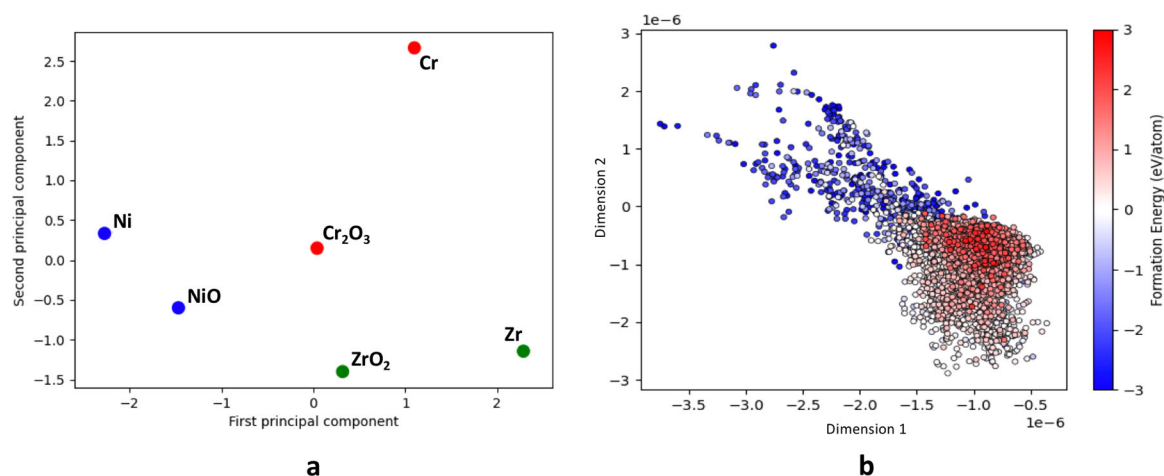 Second principal component
2.5
2.0
1.5
1.0
0.5
0.0
−0.5
−1.0
−1.5
Cr
Ni
Cr₂O₃
NiO
Zr
ZrO₂
−2
−1
0
1
2
First principal component
a
1e−6
Dimension 2
3
2
1
0
−1
−2
−3
−3.5
−3.0
−2.5
−2.0
−1.5
−1.0
−0.5
1e−6
Dimension 1
b
3
2
1
0
−1
−2
−3
Formation Energy (eV/atom)